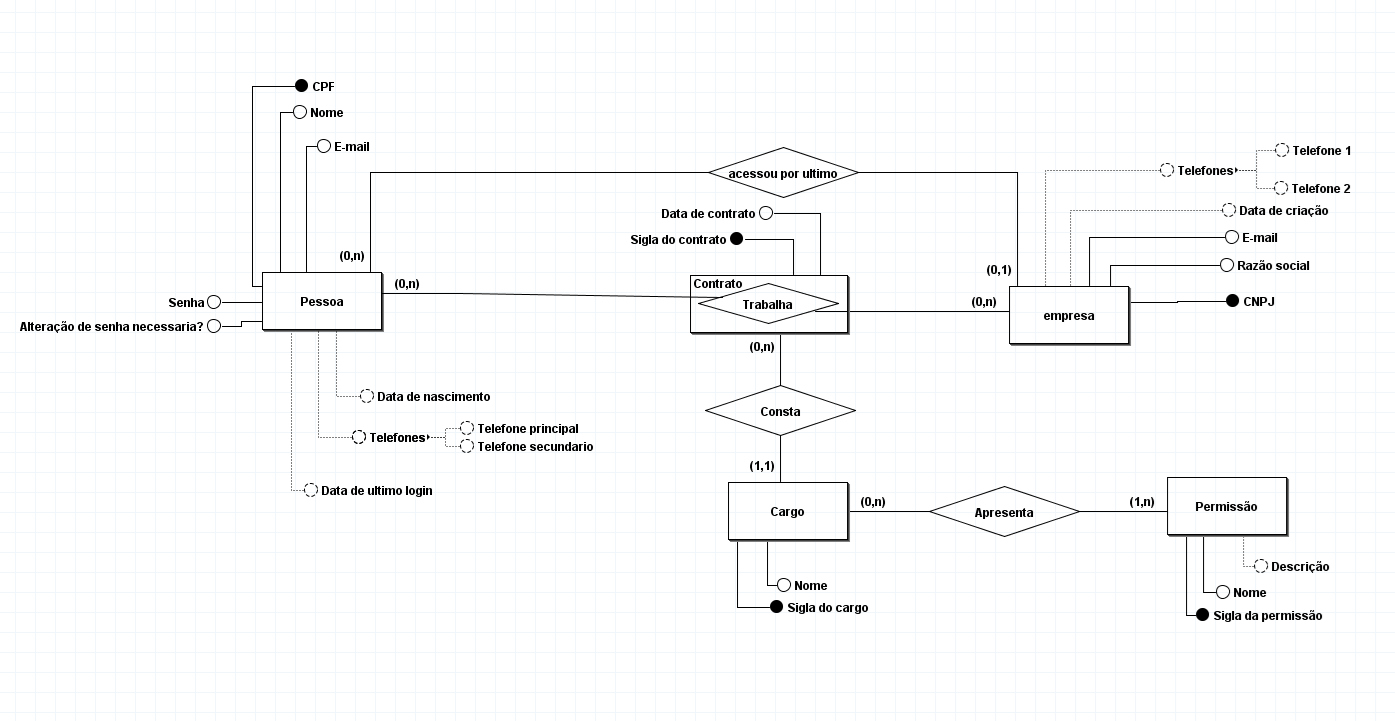 CPF
Nome
E-mail
Telefone 1
acessou por ultimo
Telefones
Telefone 2
Data de contrato
Data de criação
Sigla do contrato
E-mail
(0,n)
Razão social
(0,1)
(0,n)
Contrato
Senha
Pessoa
Trabalha
(0,n)
CNPJ
empresa
Alteração de senha necessaria?
(0,n)
Data de nascimento
Consta
Telefone principal
Telefones
Telefone secundario
(1,1)
Data de ultimo login
(0,n)
(1,n)
Cargo
Apresenta
Permissão
Descrição
Nome
Nome
Sigla do cargo
Sigla da permissão